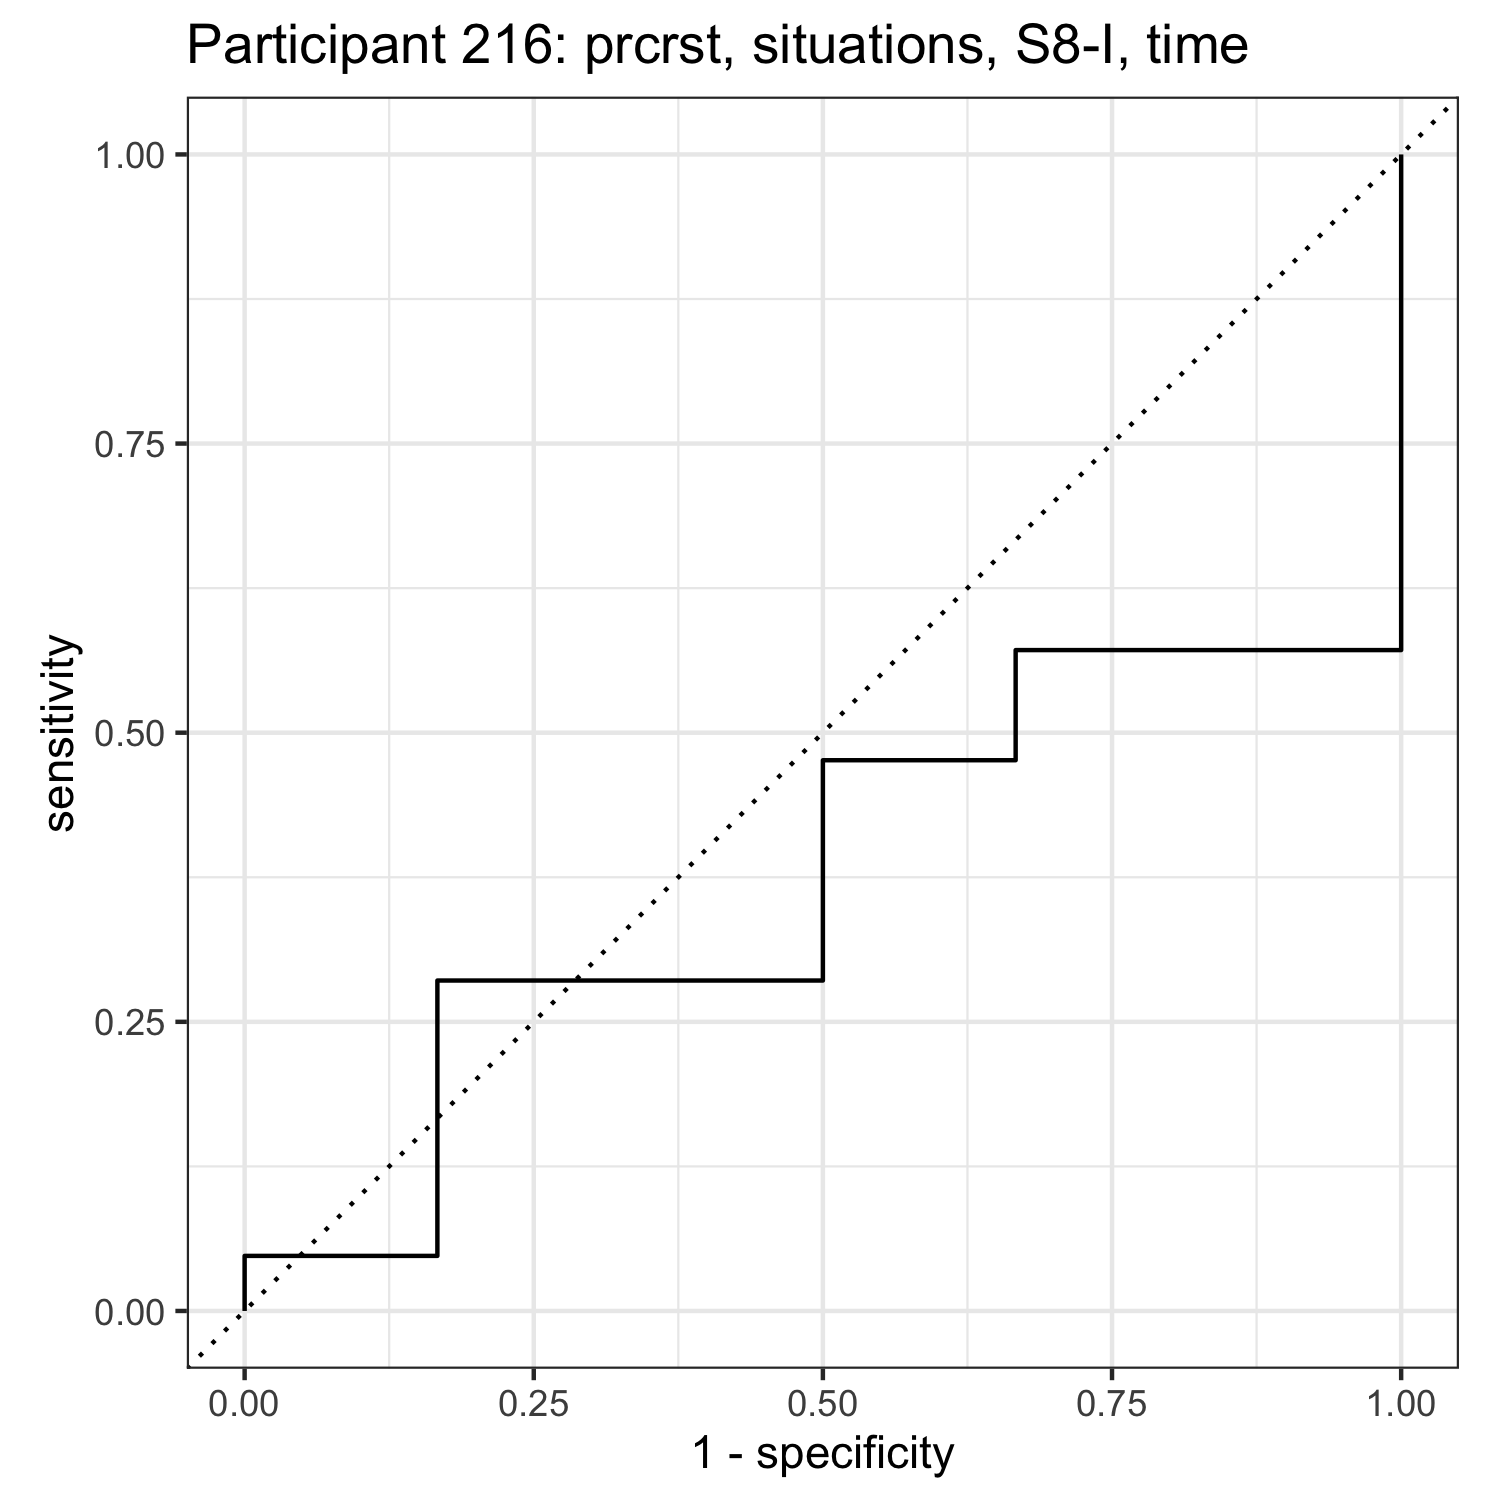 Participant 216: prcrst, situations, S8-I, time
1.00
0.75
0.50
0.25
0.00
sensitivity
0.00 0.25 0.50 0.75 1.00
1 - specificity